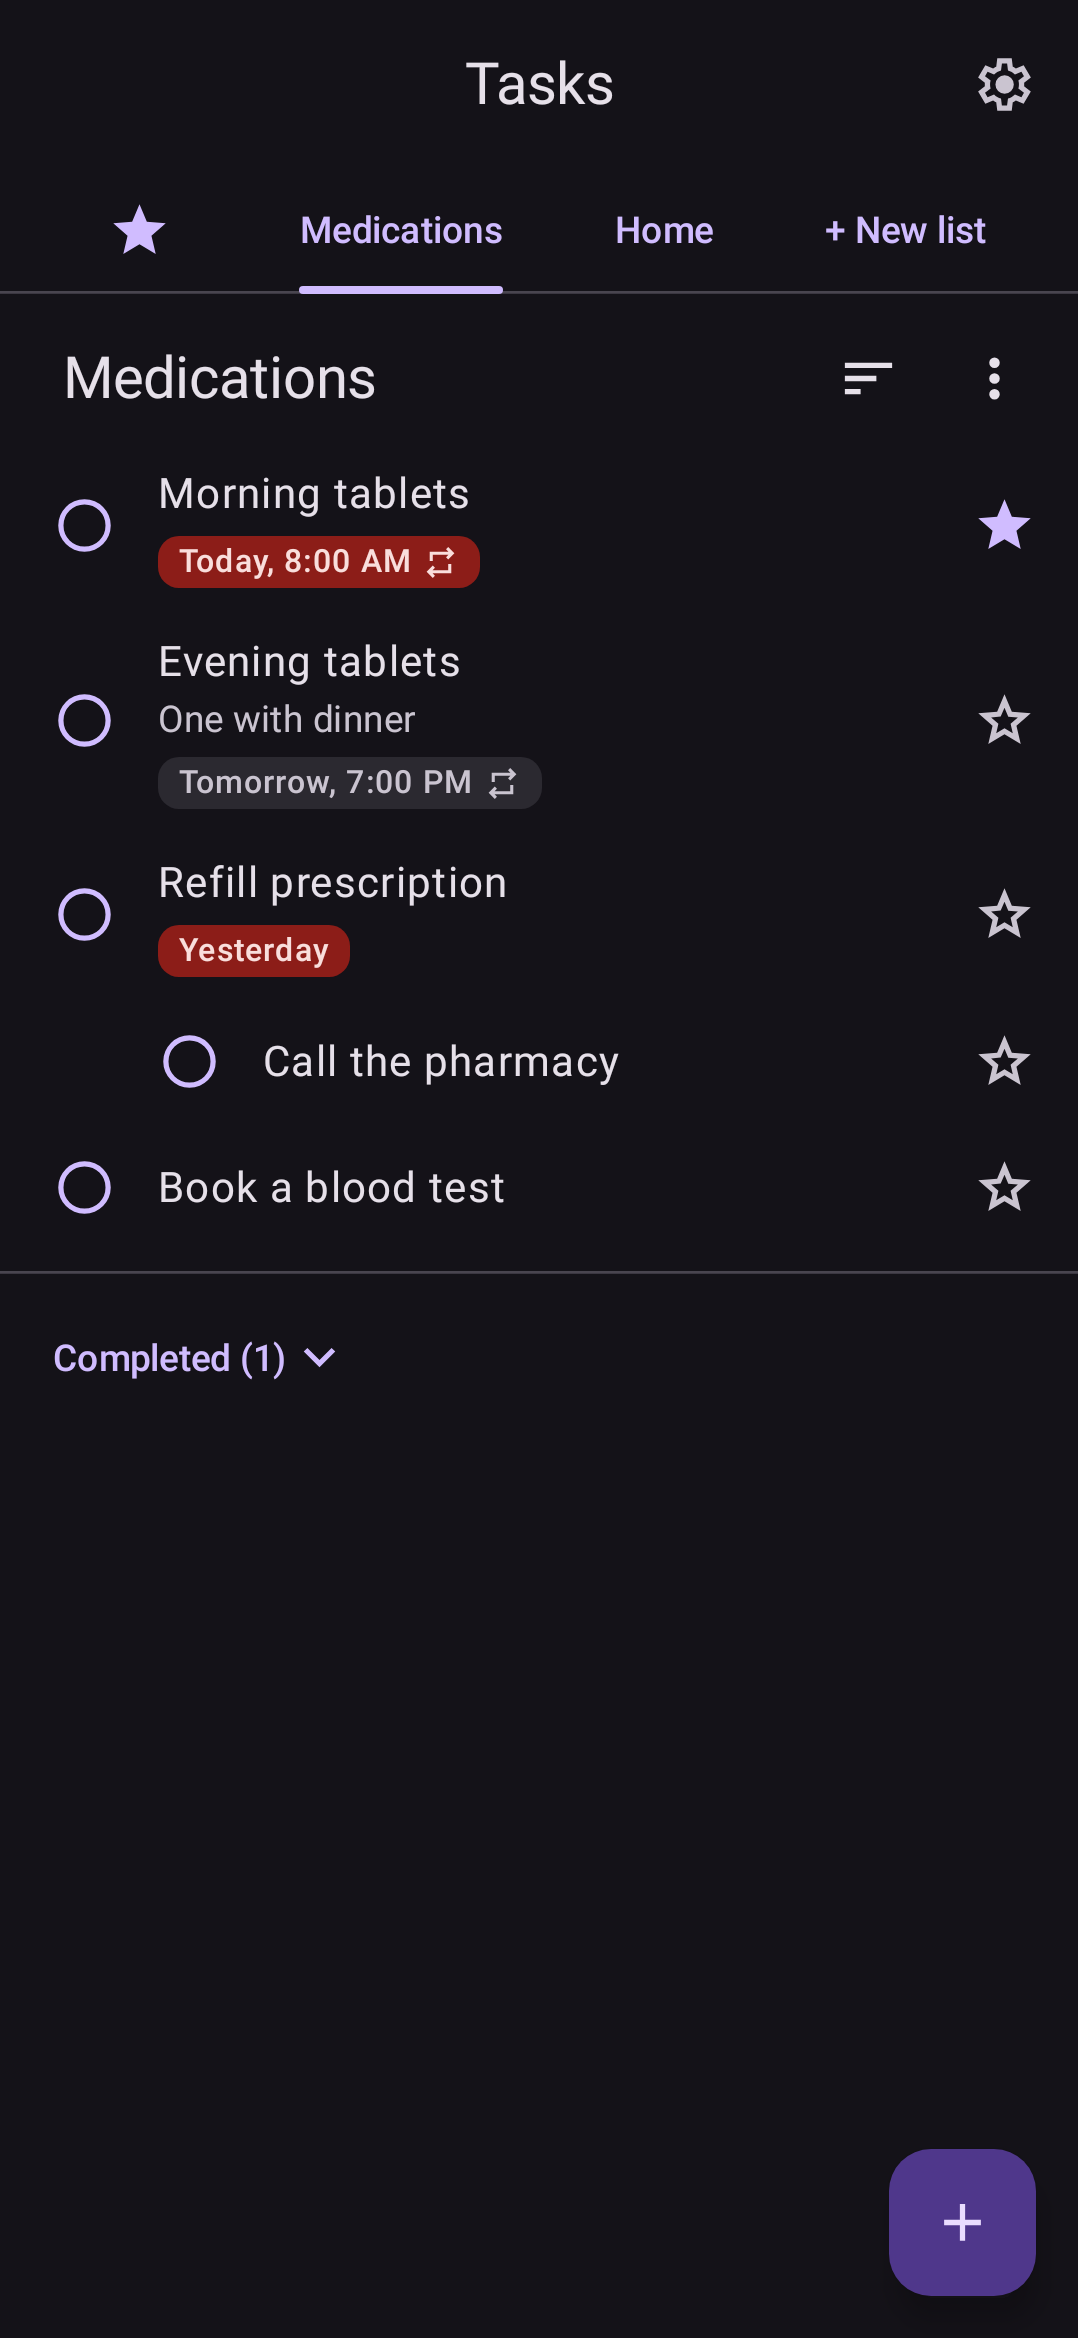 Tasks
Medications
Home
+ New list
Medications
Morning tablets
Today, 8:00 AM
Evening tablets
One with dinner
Tomorrow, 7:00 PM
Refill prescription
Yesterday
Call the pharmacy
Book a blood test
Completed (1)